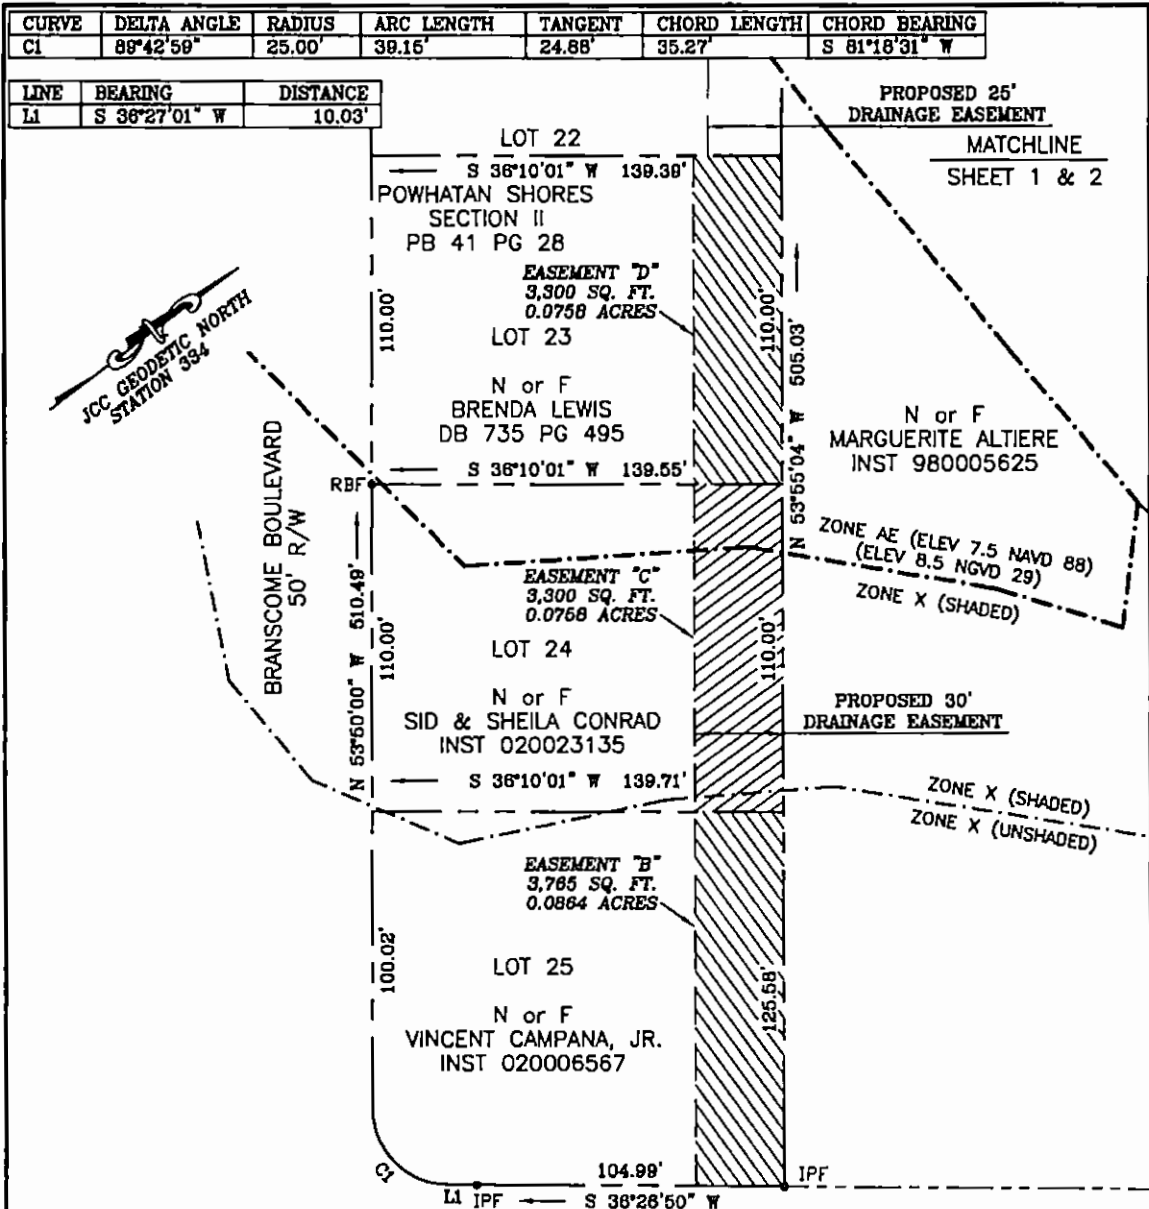 CURVE DELTA ANGLE RADIUS ARC LENGTH TANGENT CHORD LENGTH CHORD BEARING
C1 89°42'59" 25.00' 39.15' 24.88' 35.27' S 81°18'31" W
LINE BEARING DISTANCE
L1 S 36°27'01" W 10.03'
PROPOSED 25'
DRAINAGE EASEMENT
MATCHLINE
SHEET 1 & 2
LOT 22
S 36°10'01" W 139.39'
POWHATAN SHORES
SECTION II
PB 41 PG 28
EASEMENT "D"
3,300 SQ. FT.
0.0758 ACRES
110.00'
LOT 23
110.00'
N 53°55'04" W 505.03'
JCC GEODETIC NORTH
STATION 334
N or F
BRENDA LEWIS
DB 735 PG 495
N or F
MARGUERITE ALTIERE
INST 980005625
S 36°10'01" W 139.55'
RBF
BRANSCOME BOULEVARD
50' R/W
ZONE AE (ELEV 7.5 NAVD 88)
(ELEV 8.5 NGVD 29)
ZONE X (SHADED)
EASEMENT "C"
3,300 SQ. FT.
0.0758 ACRES
N 53°50'00" W 510.49'
110.00'
LOT 24
110.00'
N or F
SID & SHEILA CONRAD
INST 020023135
PROPOSED 30'
DRAINAGE EASEMENT
S 36°10'01" W 139.71'
ZONE X (SHADED)
ZONE X (UNSHADED)
EASEMENT "B"
3,765 SQ. FT.
0.0864 ACRES
100.02'
LOT 25
125.58'
N or F
VINCENT CAMPANA, JR.
INST 020006567
C1
104.99'
IPF
L1 IPF S 36°26'50" W